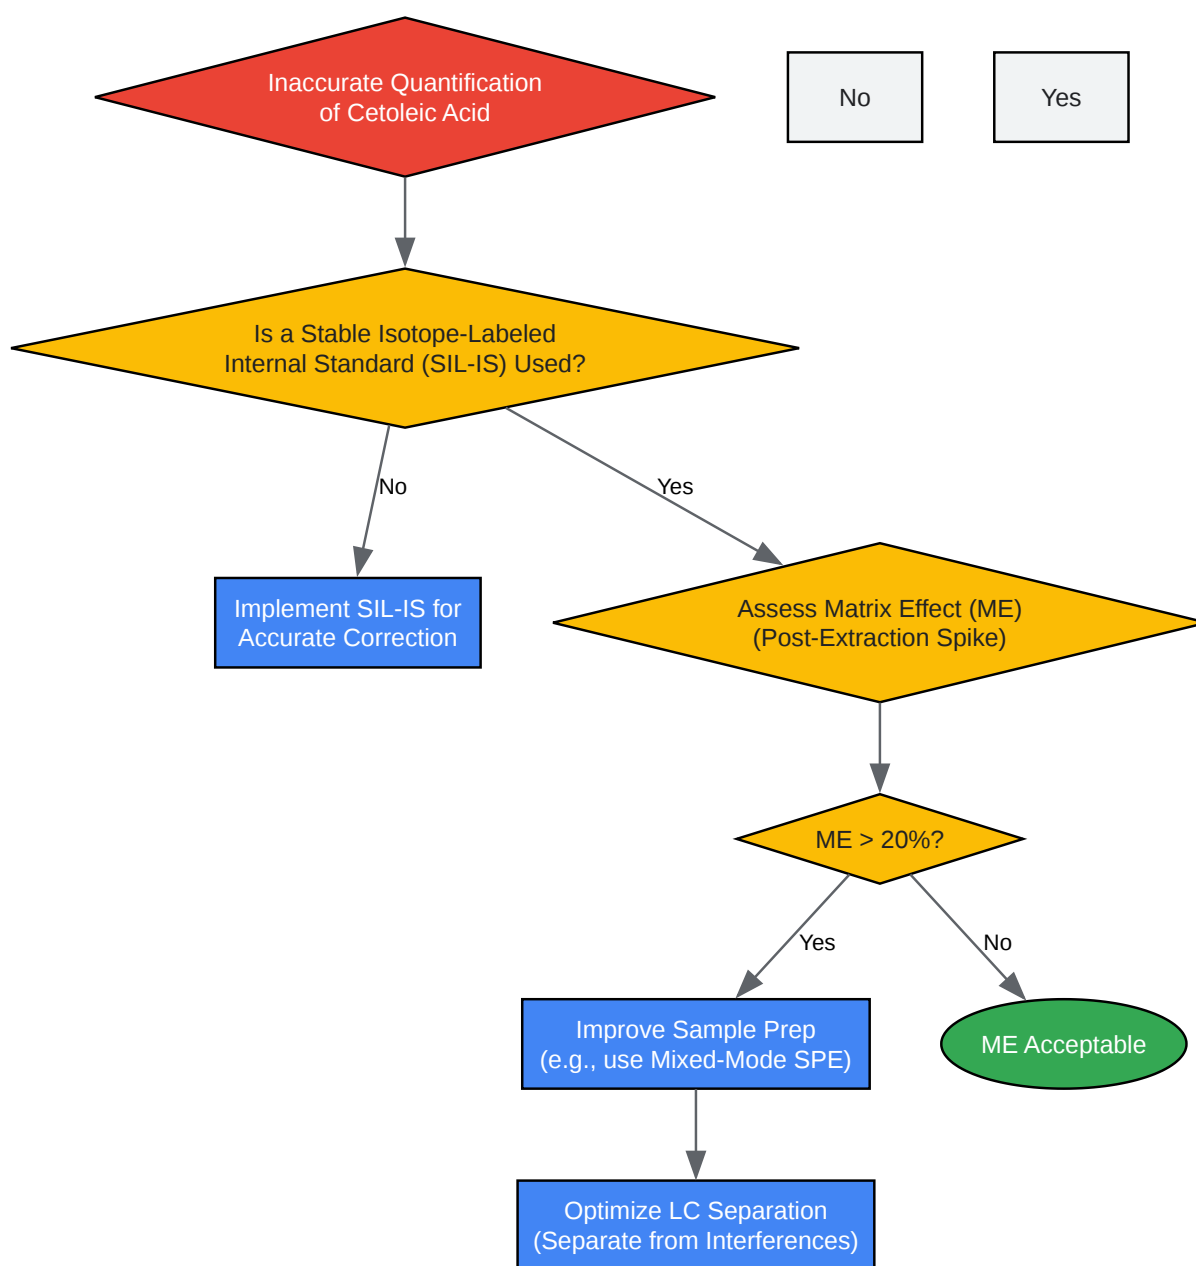 Inaccurate Quantification
of Cetoleic Acid
No
Yes
Is a Stable Isotope-Labeled
Internal Standard (SIL-IS) Used?
No
Yes
Implement SIL-IS for
Accurate Correction
Assess Matrix Effect (ME)
(Post-Extraction Spike)
ME > 20%?
Yes
No
Improve Sample Prep
(e.g., use Mixed-Mode SPE)
ME Acceptable
Optimize LC Separation
(Separate from Interferences)